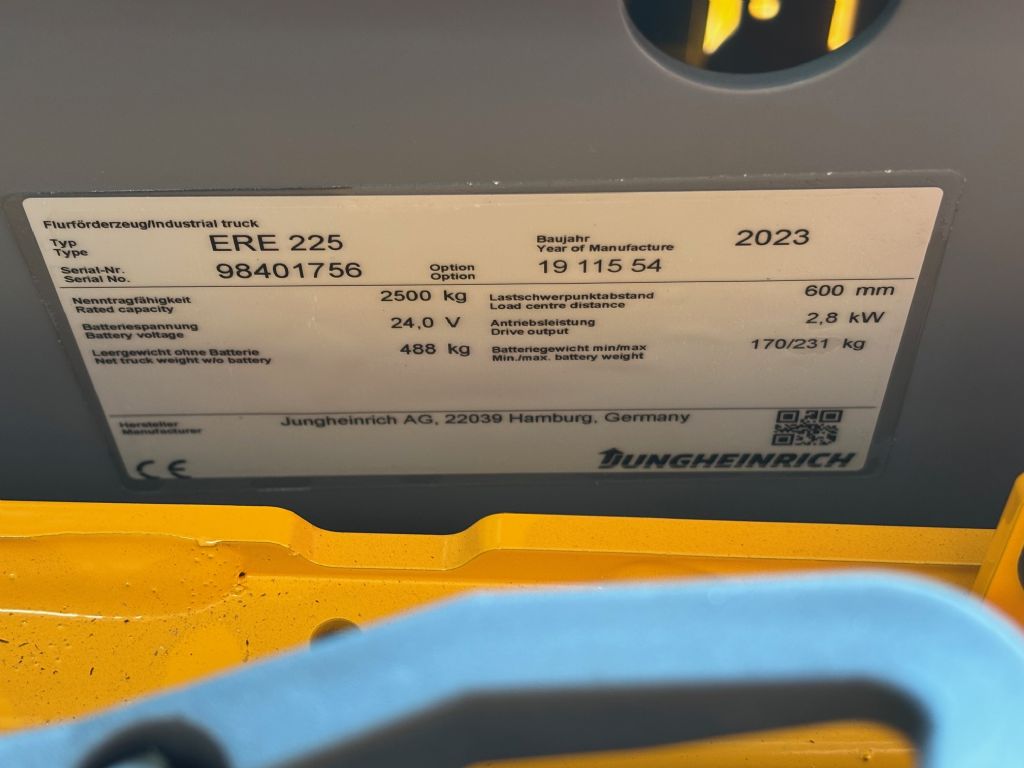 Flurförderzeug/Industrial truck
Typ ERE 225 Baujahr 2023
Type Year of Manufacture
Serial-Nr. 98401756 Option 19 115 54
Serial No. Option
Nenntragfähigkeit 2500 kg Lastschwerpunktabstand 600 mm
Rated capacity Load centre distance
Batteriespannung 24,0 V Antriebsleistung 2,8 kW
Battery voltage Drive output
Leergewicht ohne Batterie 488 kg Batteriegewicht min/max 170/231 kg
Net truck weight w/o battery Min./max. battery weight
Hersteller Jungheinrich AG, 22039 Hamburg, Germany
Manufacturer
CE JUNGHEINRICH